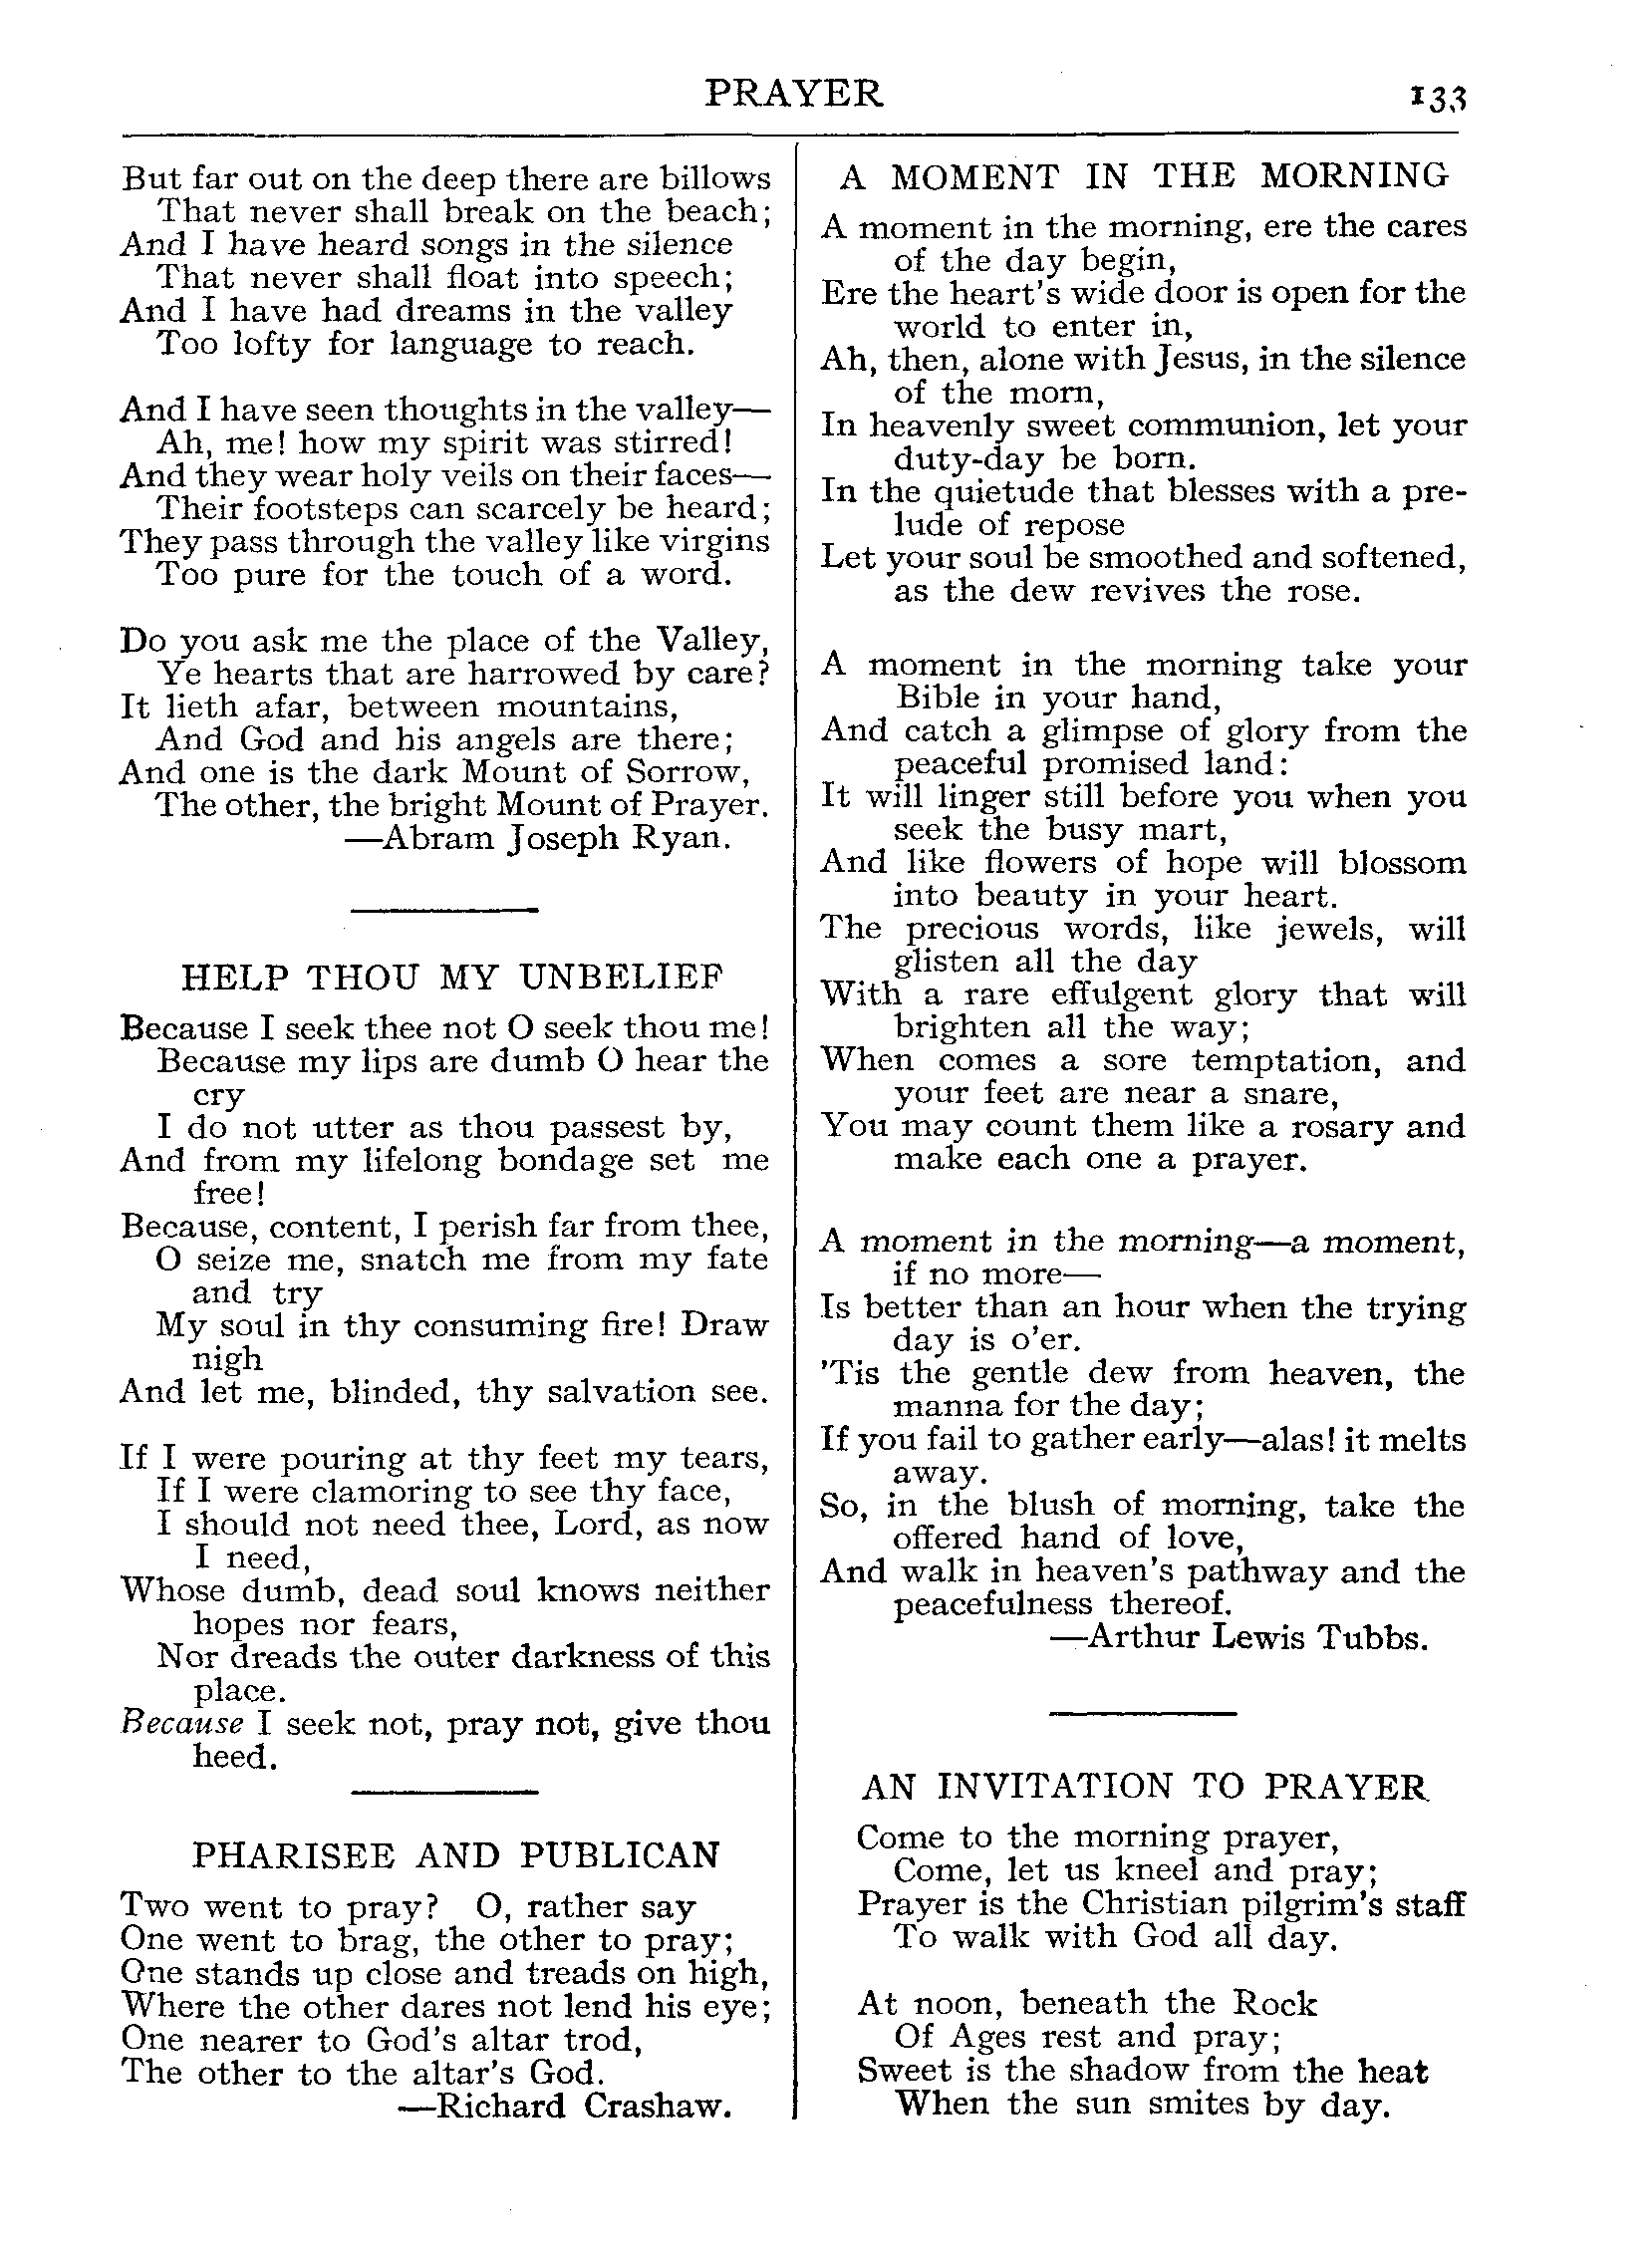 PRAYER 133
But far out on the deep there are billows
That never shall break on the beach;
And I have heard songs in the silence
That never shall float into speech;
And I have had dreams in the valley
Too lofty for language to reach.
And I have seen thoughts in the valley—
Ah, me! how my spirit was stirred!
And they wear holy veils on their faces—
Their footsteps can scarcely be heard;
They pass through the valley like virgins
Too pure for the touch of a word.
Do you ask me the place of the Valley,
Ye hearts that are harrowed by care?
It lieth afar, between mountains,
And God and his angels are there;
And one is the dark Mount of Sorrow,
The other, the bright Mount of Prayer.
—Abram Joseph Ryan.
HELP THOU MY UNBELIEF
Because I seek thee not O seek thou me!
Because my lips are dumb O hear the
cry
I do not utter as thou passest by,
And from my lifelong bondage set me
free!
Because, content, I perish far from thee,
O seize me, snatch me from my fate
and try
My soul in thy consuming fire! Draw
nigh
And let me, blinded, thy salvation see.
If I were pouring at thy feet my tears,
If I were clamoring to see thy face,
I should not need thee, Lord, as now
I need,
Whose dumb, dead soul knows neither
hopes nor fears,
Nor dreads the outer darkness of this
place.
Because I seek not, pray not, give thou
heed.
PHARISEE AND PUBLICAN
Two went to pray? O, rather say
One went to brag, the other to pray;
One stands up close and treads on high,
Where the other dares not lend his eye;
One nearer to God's altar trod,
The other to the altar's God.
—Richard Crashaw.
A MOMENT IN THE MORNING
A moment in the morning, ere the cares
of the day begin,
Ere the heart's wide door is open for the
world to enter in,
Ah, then, alone with Jesus, in the silence
of the morn,
In heavenly sweet communion, let your
duty-day be born.
In the quietude that blesses with a pre-
lude of repose
Let your soul be smoothed and softened,
as the dew revives the rose.
A moment in the morning take your
Bible in your hand,
And catch a glimpse of glory from the
peaceful promised land:
It will linger still before you when you
seek the busy mart,
And like flowers of hope will blossom
into beauty in your heart.
The precious words, like jewels, will
glisten all the day
With a rare effulgent glory that will
brighten all the way;
When comes a sore temptation, and
your feet are near a snare,
You may count them like a rosary and
make each one a prayer.
A moment in the morning—a moment,
if no more—
Is better than an hour when the trying
day is o'er.
'Tis the gentle dew from heaven, the
manna for the day;
If you fail to gather early—alas! it melts
away.
So, in the blush of morning, take the
offered hand of love,
And walk in heaven's pathway and the
peacefulness thereof.
—Arthur Lewis Tubbs.
AN INVITATION TO PRAYER
Come to the morning prayer,
Come, let us kneel and pray;
Prayer is the Christian pilgrim's staff
To walk with God all day.
At noon, beneath the Rock
Of Ages rest and pray;
Sweet is the shadow from the heat
When the sun smites by day.